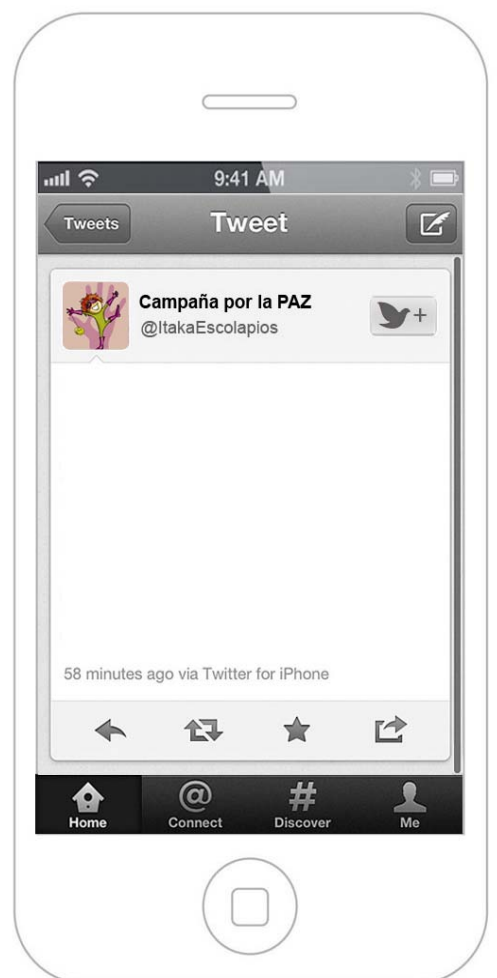 9:41 AM
Tweets
Tweet
Campaña por la PAZ
@ItakaEscolapios
+
58 minutes ago via Twitter for iPhone
@
#
Home Connect Discover Me